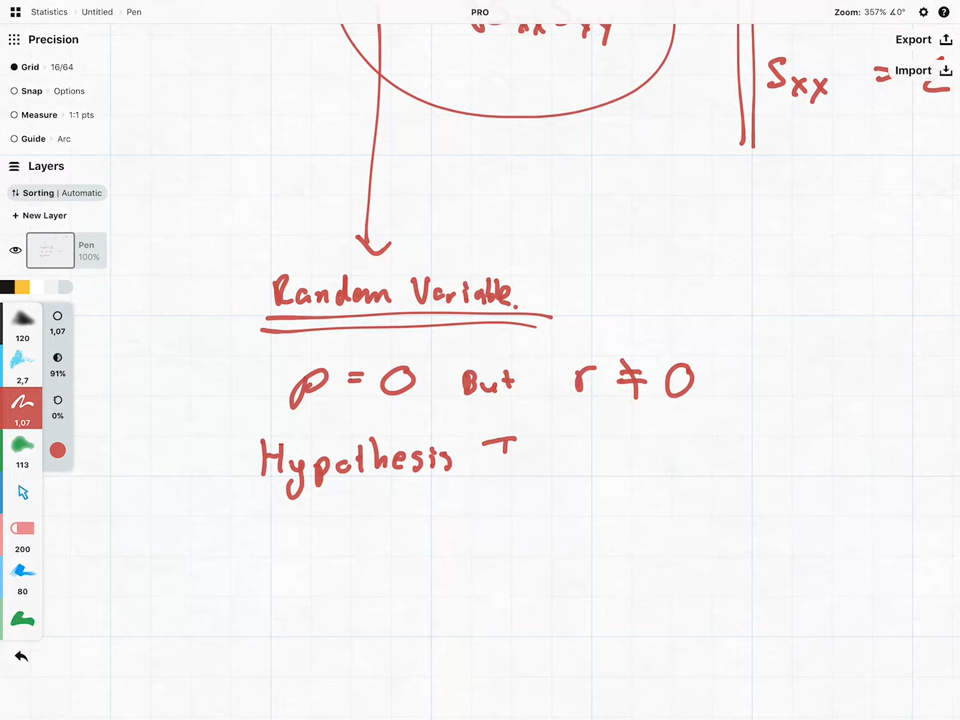 Statistics › Untitled › Pen
PRO
Zoom: 357% ∡0°
Precision
Export
Grid › 16/64
Import
Snap › Options
Measure › 1:1 pts
Guide › Arc
Layers
Sorting | Automatic
+ New Layer
Pen
100%
120
1,07
2,7
91%
1,07
0%
113
200
80
Sxx =
Random Variable.
ρ = 0 But r ≠ 0
Hypothesis T